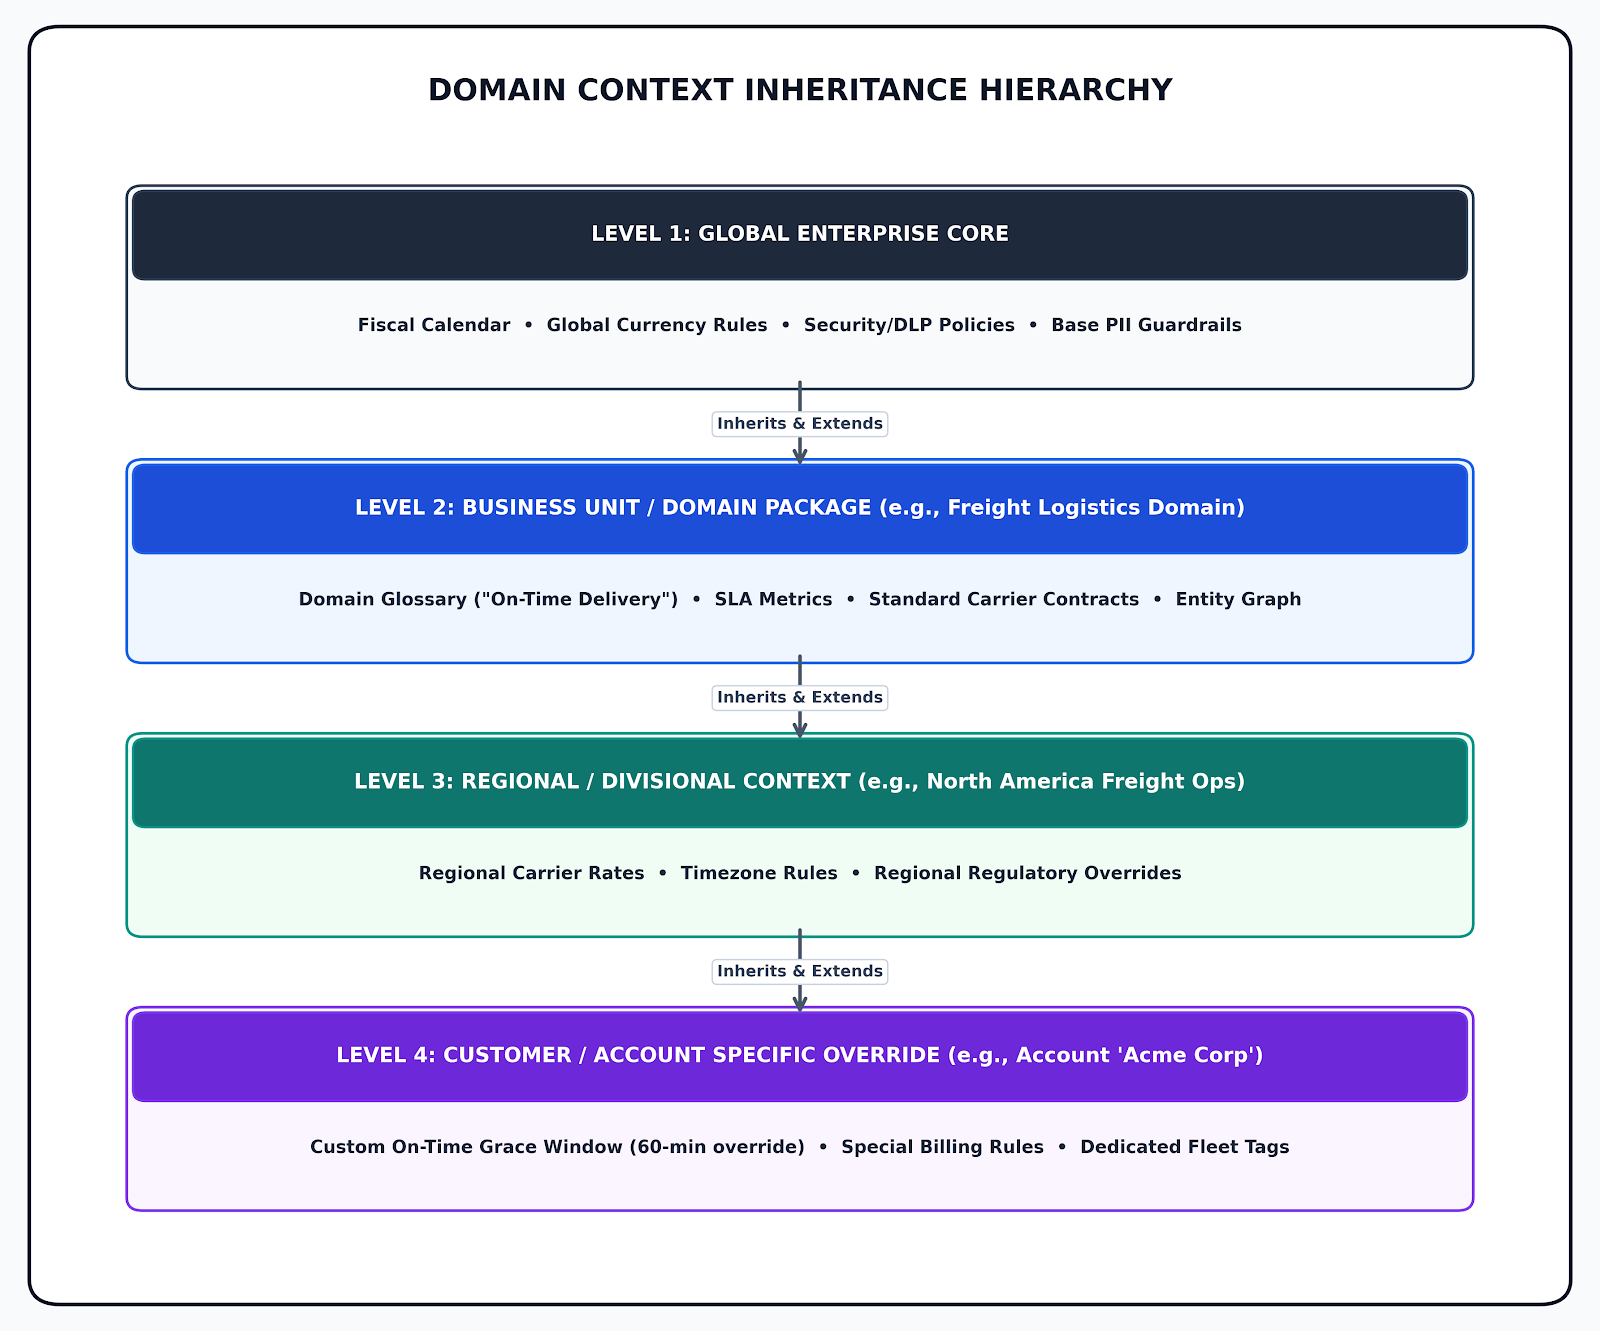 DOMAIN CONTEXT INHERITANCE HIERARCHY
LEVEL 1: GLOBAL ENTERPRISE CORE
Fiscal Calendar • Global Currency Rules • Security/DLP Policies • Base PII Guardrails
Inherits & Extends
LEVEL 2: BUSINESS UNIT / DOMAIN PACKAGE (e.g., Freight Logistics Domain)
Domain Glossary ("On-Time Delivery") • SLA Metrics • Standard Carrier Contracts • Entity Graph
Inherits & Extends
LEVEL 3: REGIONAL / DIVISIONAL CONTEXT (e.g., North America Freight Ops)
Regional Carrier Rates • Timezone Rules • Regional Regulatory Overrides
Inherits & Extends
LEVEL 4: CUSTOMER / ACCOUNT SPECIFIC OVERRIDE (e.g., Account 'Acme Corp')
Custom On-Time Grace Window (60-min override) • Special Billing Rules • Dedicated Fleet Tags